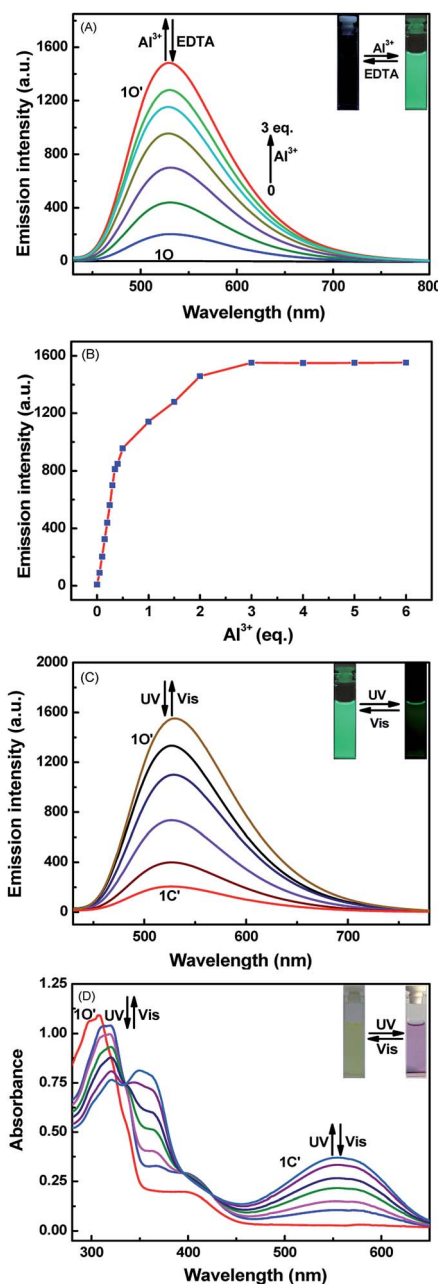 (A)
Al³⁺ EDTA
Al³⁺
EDTA
1O'
3 eq.
Al³⁺
0
1O
1600
1200
800
400
0
500 600 700 800
Emission intensity (a.u.)
Wavelength (nm)
(B)
1600
1200
800
400
0
0 1 2 3 4 5 6
Emission intensity (a.u.)
Al³⁺ (eq.)
(C)
UV Vis
UV
Vis
1O'
1C'
2000
1600
1200
800
400
0
500 600 700
Emission intensity (a.u.)
Wavelength (nm)
(D)
1O' UV Vis
UV
Vis
UV Vis
1C'
1.25
1.00
0.75
0.50
0.25
0.00
300 400 500 600
Absorbance
Wavelength (nm)